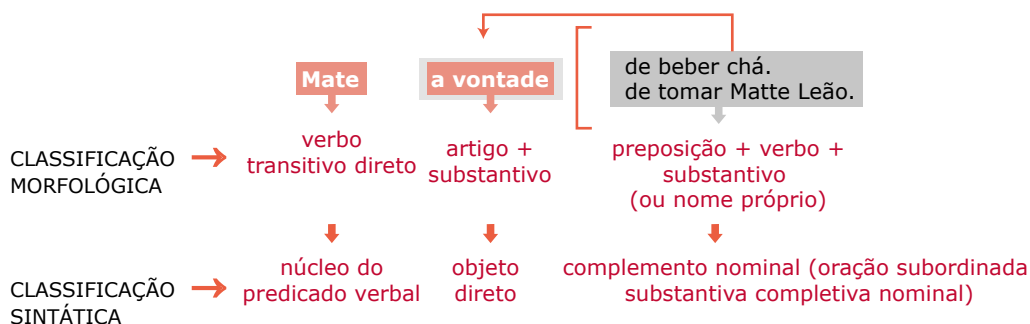 de beber chá.
de tomar Matte Leão.
Mate
a vontade
CLASSIFICAÇÃO
MORFOLÓGICA
verbo
transitivo direto
artigo +
substantivo
preposição + verbo +
substantivo
(ou nome próprio)
CLASSIFICAÇÃO
SINTÁTICA
núcleo do
predicado verbal
objeto
direto
complemento nominal (oração subordinada
substantiva completiva nominal)